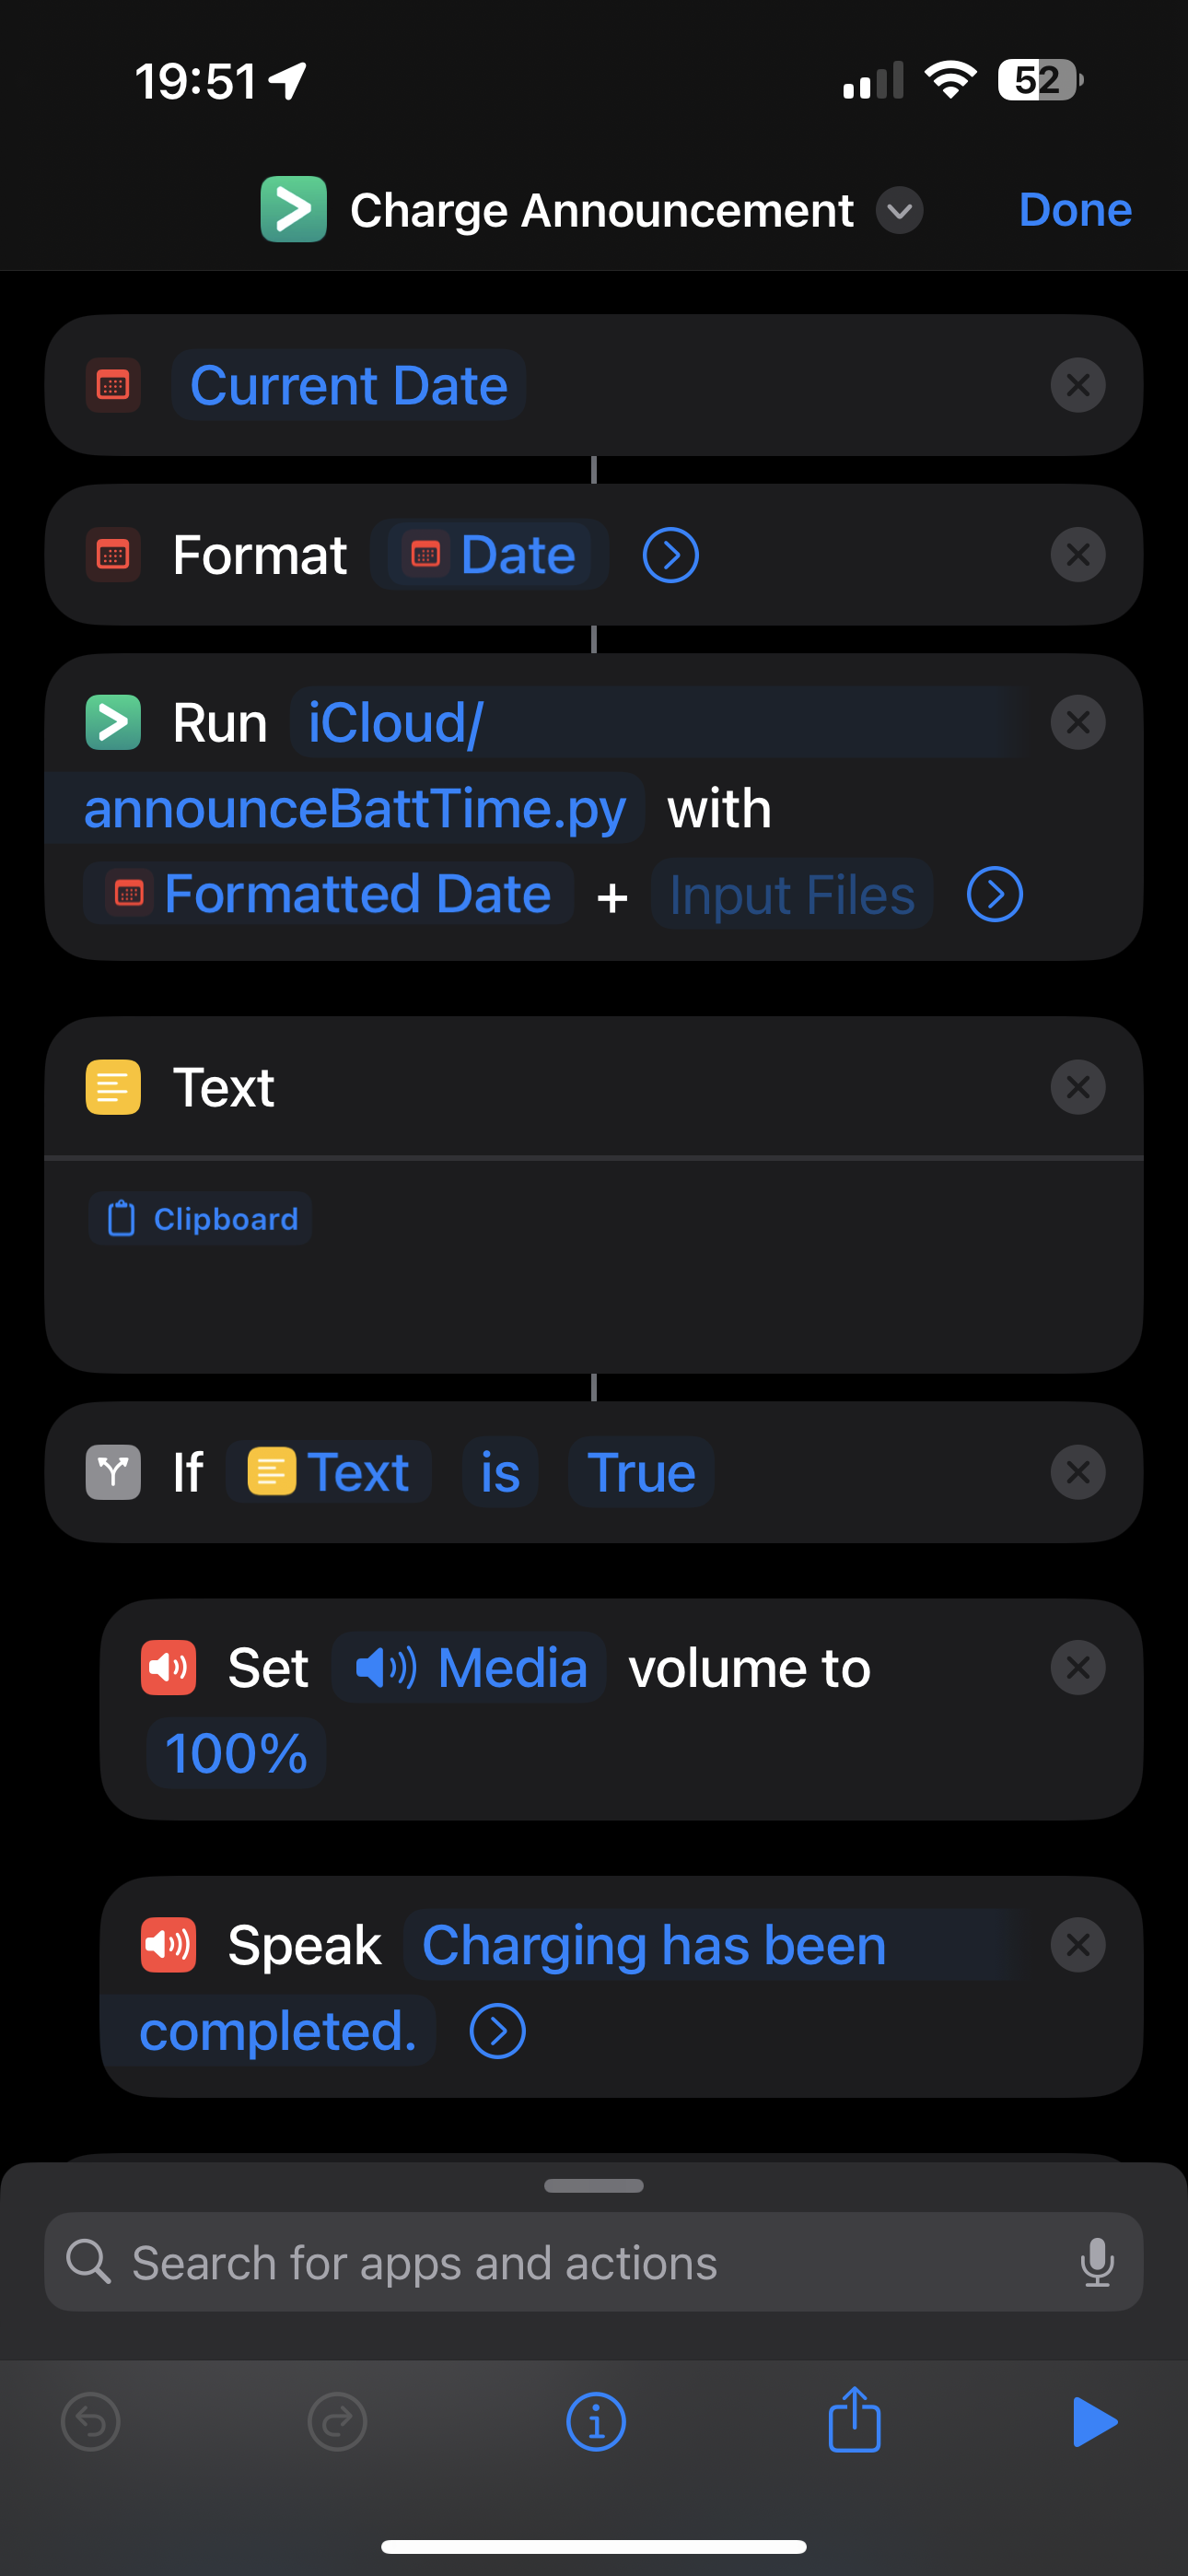 19:51
52
Charge Announcement
Done
Current Date
Format Date
Run iCloud/
announceBattTime.py with
Formatted Date + Input Files
Text
Clipboard
If Text is True
Set Media volume to
100%
Speak Charging has been
completed.
Search for apps and actions